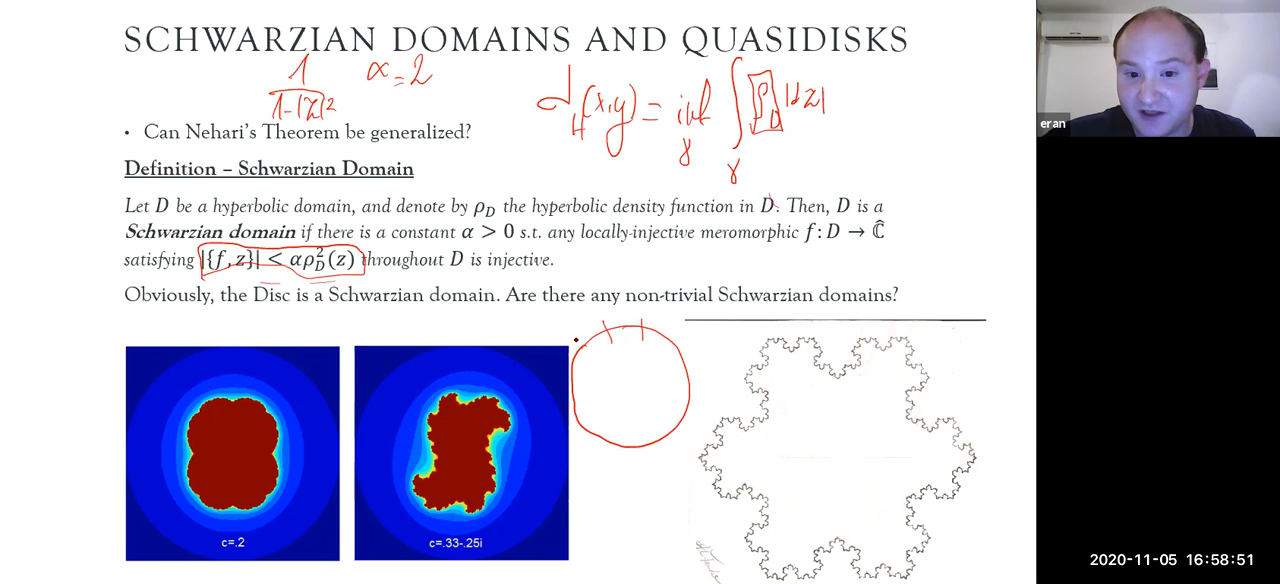 SCHWARZIAN DOMAINS AND QUASIDISKS
1
1-|z|²
α=2
d_H(x,y) = inf_γ ∫_γ ρ_D |dz|
• Can Nehari's Theorem be generalized?
Definition – Schwarzian Domain
Let D be a hyperbolic domain, and denote by ρ_D the hyperbolic density function in D. Then, D is a
Schwarzian domain if there is a constant α > 0 s.t. any locally-injective meromorphic f: D → Ĉ
satisfying |{f, z}| < αρ_D²(z) throughout D is injective.
Obviously, the Disc is a Schwarzian domain. Are there any non-trivial Schwarzian domains?
c=.2
c=.33-.25i
eran
2020-11-05 16:58:51